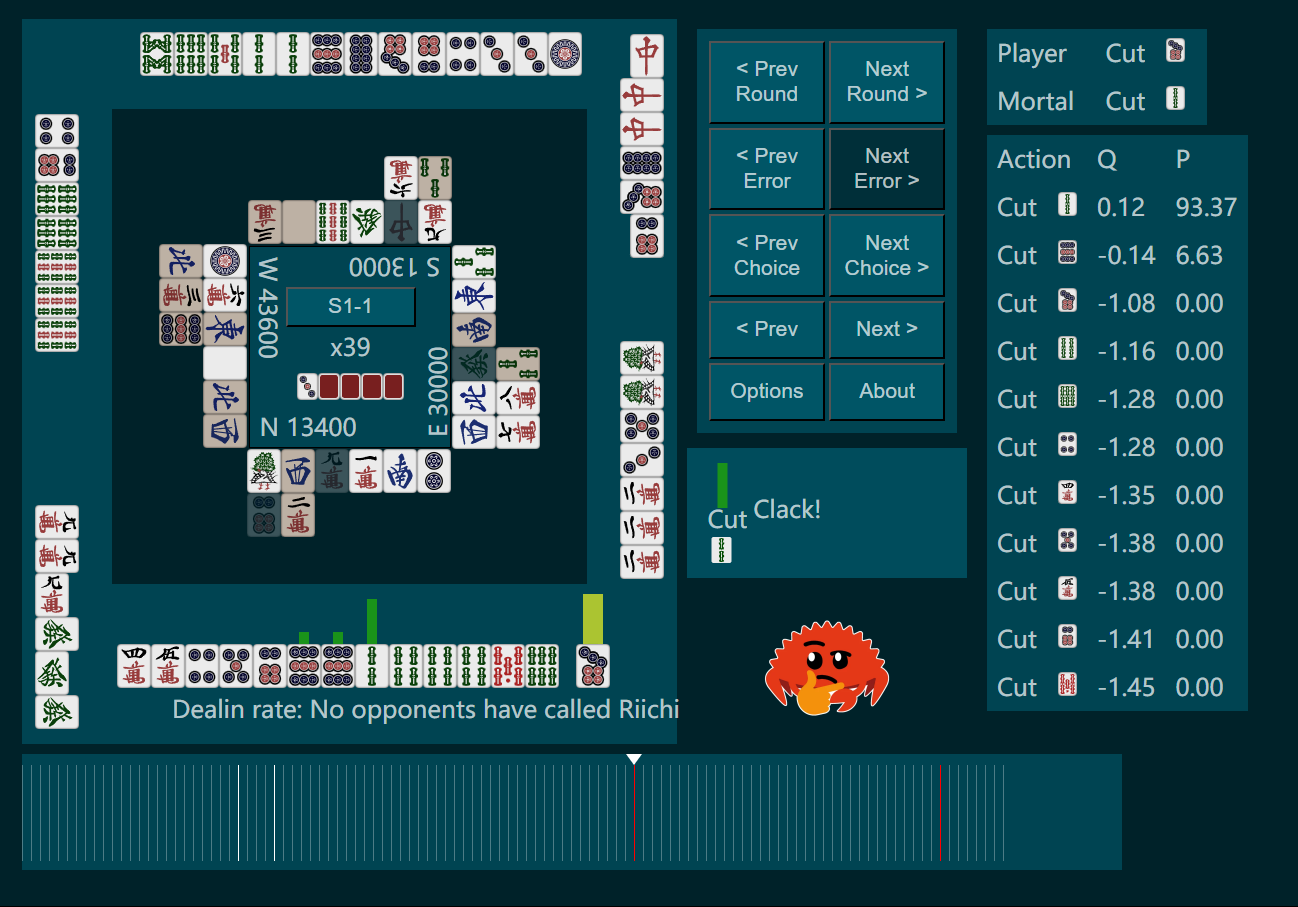 < Prev Round
Next Round >
< Prev Error
Next Error >
< Prev Choice
Next Choice >
< Prev
Next >
Options
About
Player Cut
Mortal Cut
Action Q P
Cut 0.12 93.37
Cut -0.14 6.63
Cut -1.08 0.00
Cut -1.16 0.00
Cut -1.28 0.00
Cut -1.28 0.00
Cut -1.35 0.00
Cut -1.38 0.00
Cut -1.38 0.00
Cut -1.41 0.00
Cut -1.45 0.00
S 13000
W 43600
S1-1
x39
E 30000
N 13400
Cut Clack!
Dealin rate: No opponents have called Riichi